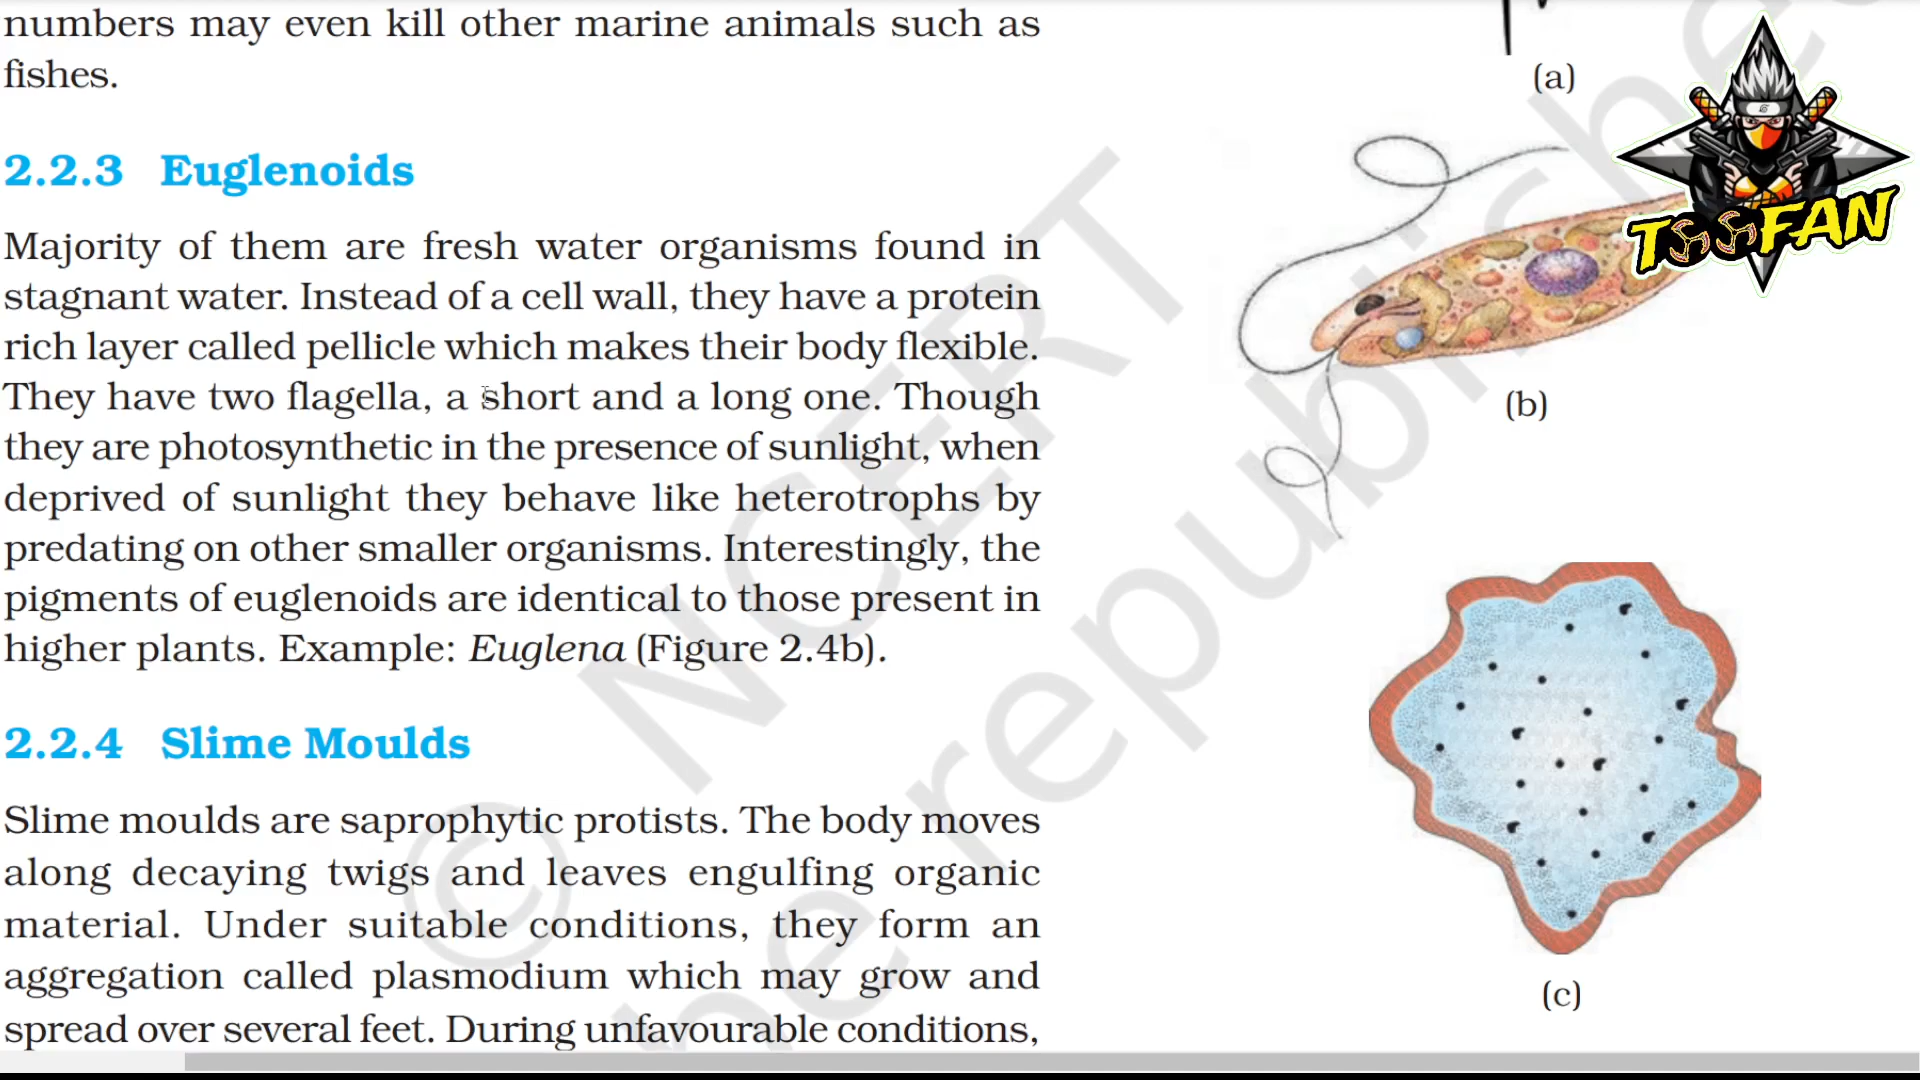 numbers may even kill other marine animals such as
fishes.
2.2.3 Euglenoids
Majority of them are fresh water organisms found in
stagnant water. Instead of a cell wall, they have a protein
rich layer called pellicle which makes their body flexible.
They have two flagella, a short and a long one. Though
they are photosynthetic in the presence of sunlight, when
deprived of sunlight they behave like heterotrophs by
predating on other smaller organisms. Interestingly, the
pigments of euglenoids are identical to those present in
higher plants. Example: Euglena (Figure 2.4b).
2.2.4 Slime Moulds
Slime moulds are saprophytic protists. The body moves
along decaying twigs and leaves engulfing organic
material. Under suitable conditions, they form an
aggregation called plasmodium which may grow and
spread over several feet. During unfavourable conditions,
(a)
(b)
(c)
TOOFAN
© NCERT
be republished